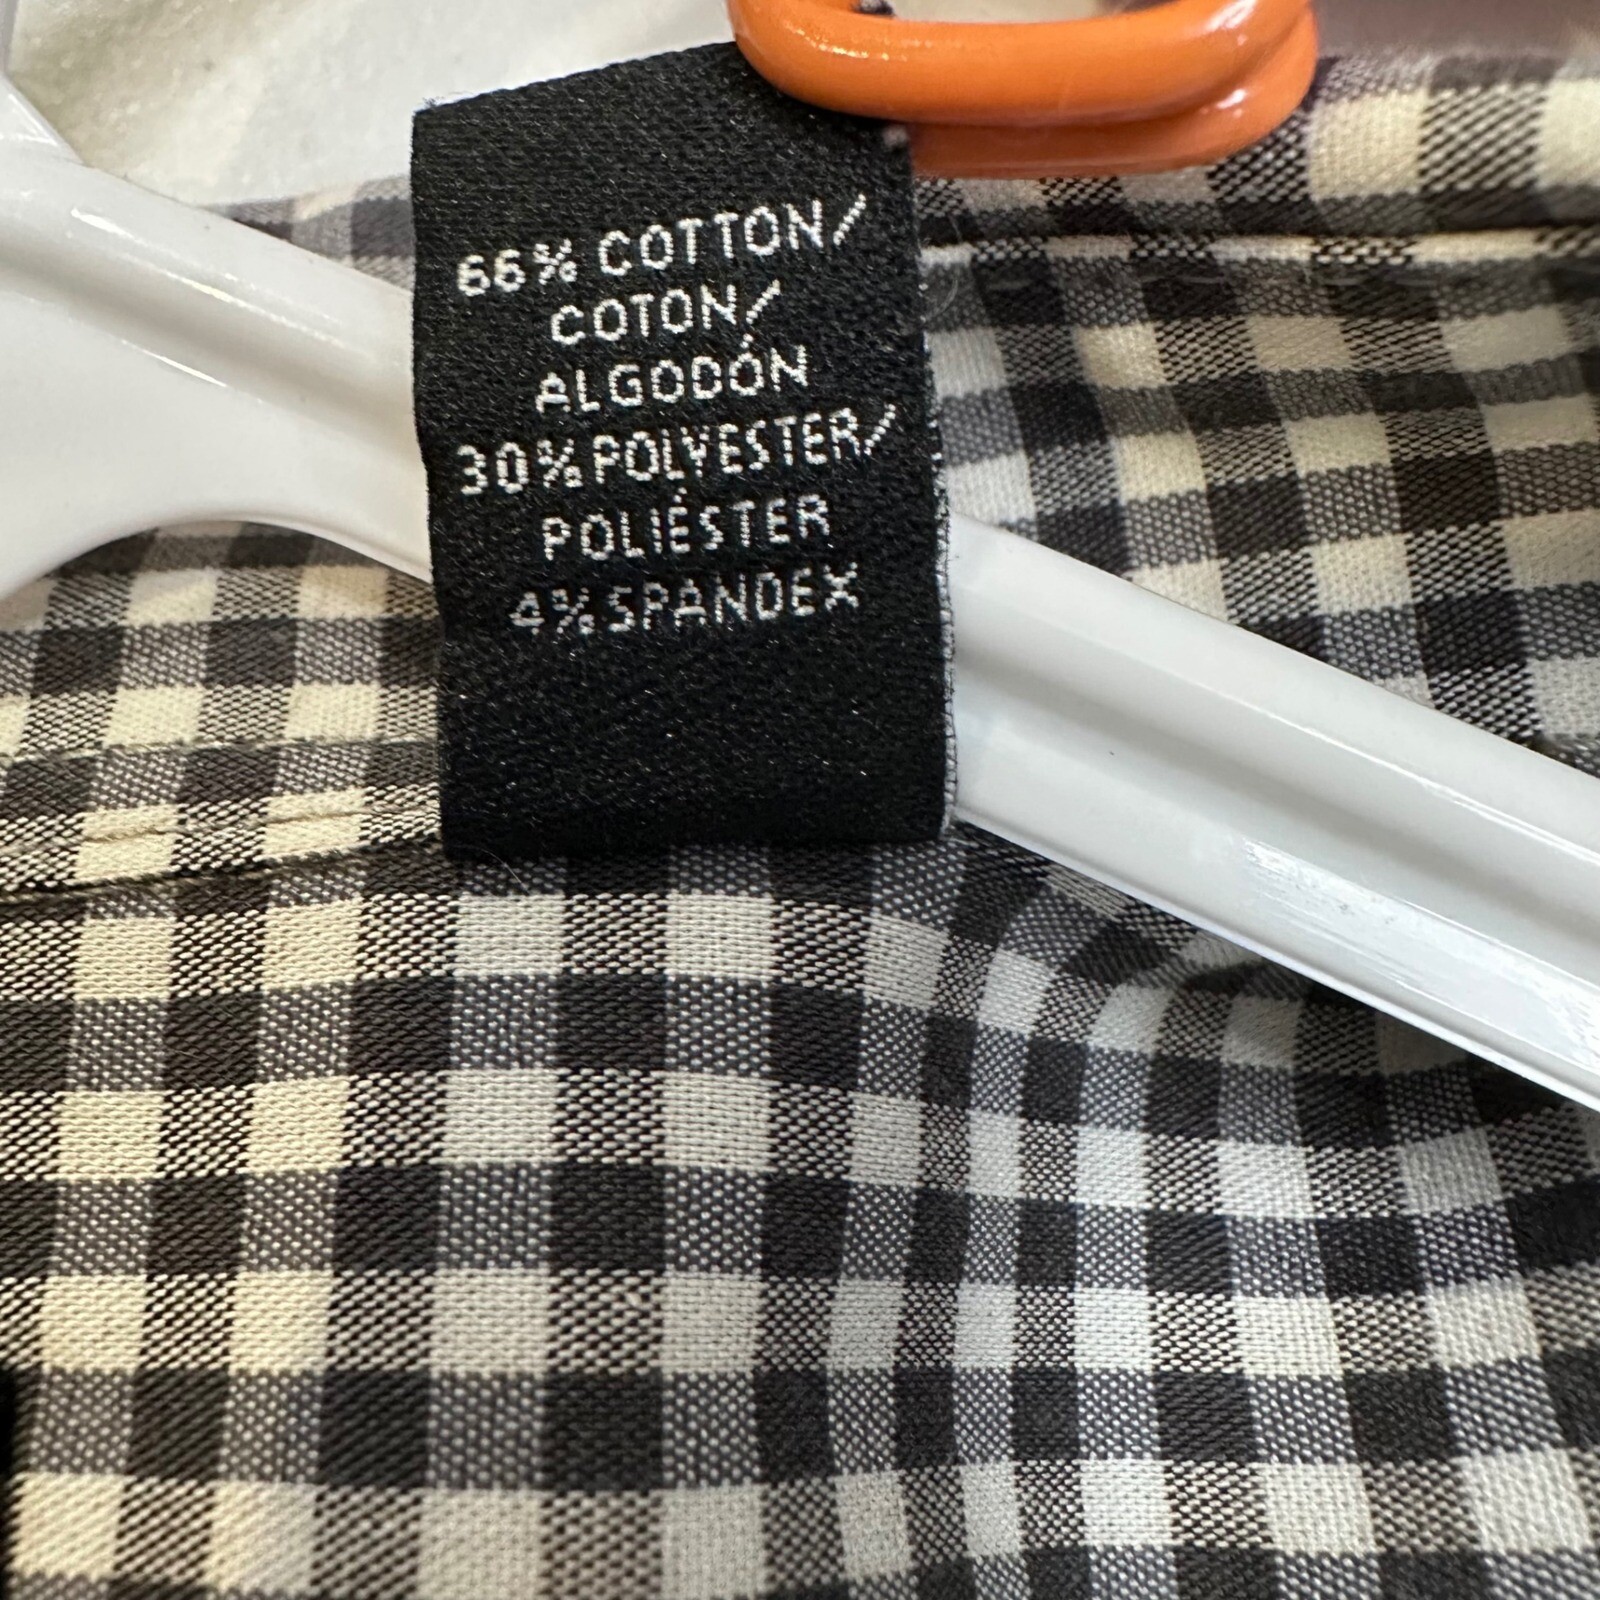 66% COTTON/
COTON/
ALGODÓN
30% POLYESTER/
POLIÉSTER
4% SPANDEX